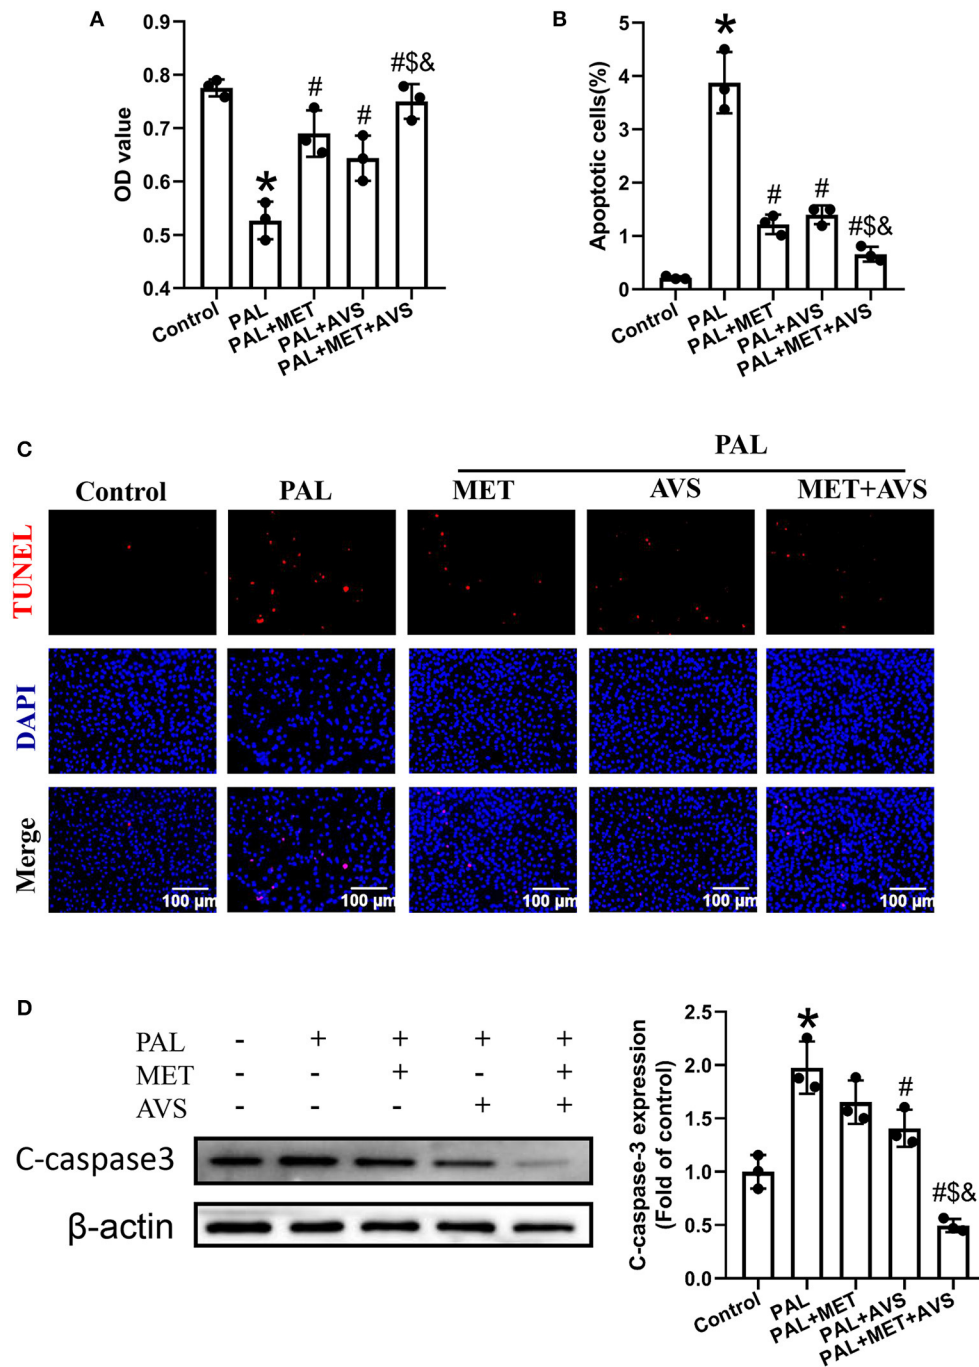 A
0.9
0.8
0.7
0.6
0.5
0.4
OD value
*
#
#
#$&
Control
PAL
PAL+MET
PAL+AVS
PAL+MET+AVS
B
5
4
3
2
1
0
Apoptotic cells(%)
*
#
#
#$&
Control
PAL
PAL+MET
PAL+AVS
PAL+MET+AVS
C
PAL
Control PAL MET AVS MET+AVS
TUNEL
DAPI
Merge
100 µm 100 µm 100 µm 100 µm 100 µm
D
PAL - + + + +
MET - - + - +
AVS - - - + +
C-caspase3
β-actin
2.5
2.0
1.5
1.0
0.5
0.0
C-caspase-3 expression
(Fold of control)
*
#
#$&
Control
PAL
PAL+MET
PAL+AVS
PAL+MET+AVS